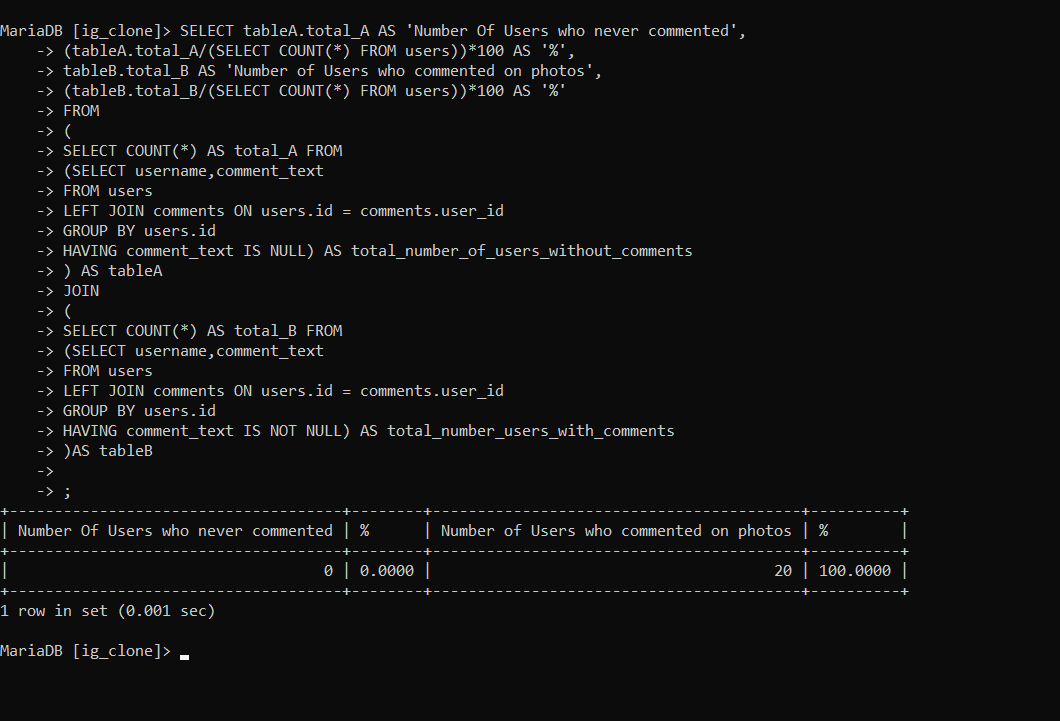 MariaDB [ig_clone]> SELECT tableA.total_A AS 'Number Of Users who never commented',
    -> (tableA.total_A/(SELECT COUNT(*) FROM users))*100 AS '%',
    -> tableB.total_B AS 'Number of Users who commented on photos',
    -> (tableB.total_B/(SELECT COUNT(*) FROM users))*100 AS '%'
    -> FROM
    -> (
    -> SELECT COUNT(*) AS total_A FROM
    -> (SELECT username,comment_text
    -> FROM users
    -> LEFT JOIN comments ON users.id = comments.user_id
    -> GROUP BY users.id
    -> HAVING comment_text IS NULL) AS total_number_of_users_without_comments
    -> ) AS tableA
    -> JOIN
    -> (
    -> SELECT COUNT(*) AS total_B FROM
    -> (SELECT username,comment_text
    -> FROM users
    -> LEFT JOIN comments ON users.id = comments.user_id
    -> GROUP BY users.id
    -> HAVING comment_text IS NOT NULL) AS total_number_users_with_comments
    -> )AS tableB
    ->
    -> ;
+-------------------------------------+--------+-----------------------------------------+----------+
| Number Of Users who never commented | %      | Number of Users who commented on photos | %        |
+-------------------------------------+--------+-----------------------------------------+----------+
|                                   0 | 0.0000 |                                      20 | 100.0000 |
+-------------------------------------+--------+-----------------------------------------+----------+
1 row in set (0.001 sec)

MariaDB [ig_clone]>